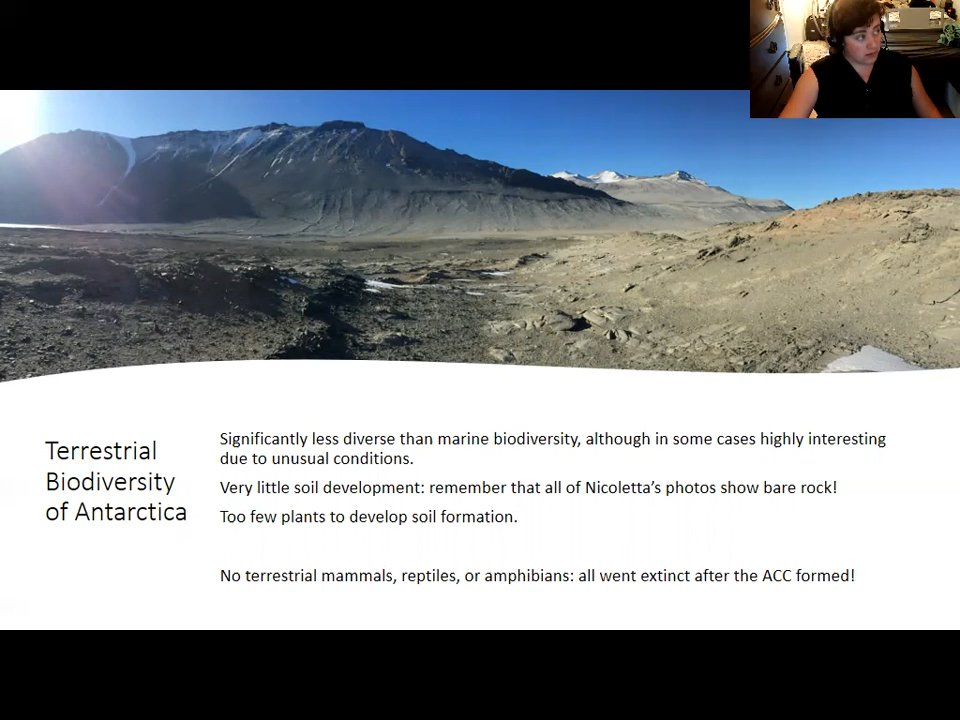 Terrestrial
Biodiversity
of Antarctica
Significantly less diverse than marine biodiversity, although in some cases highly interesting
due to unusual conditions.
Very little soil development: remember that all of Nicoletta’s photos show bare rock!
Too few plants to develop soil formation.
No terrestrial mammals, reptiles, or amphibians: all went extinct after the ACC formed!